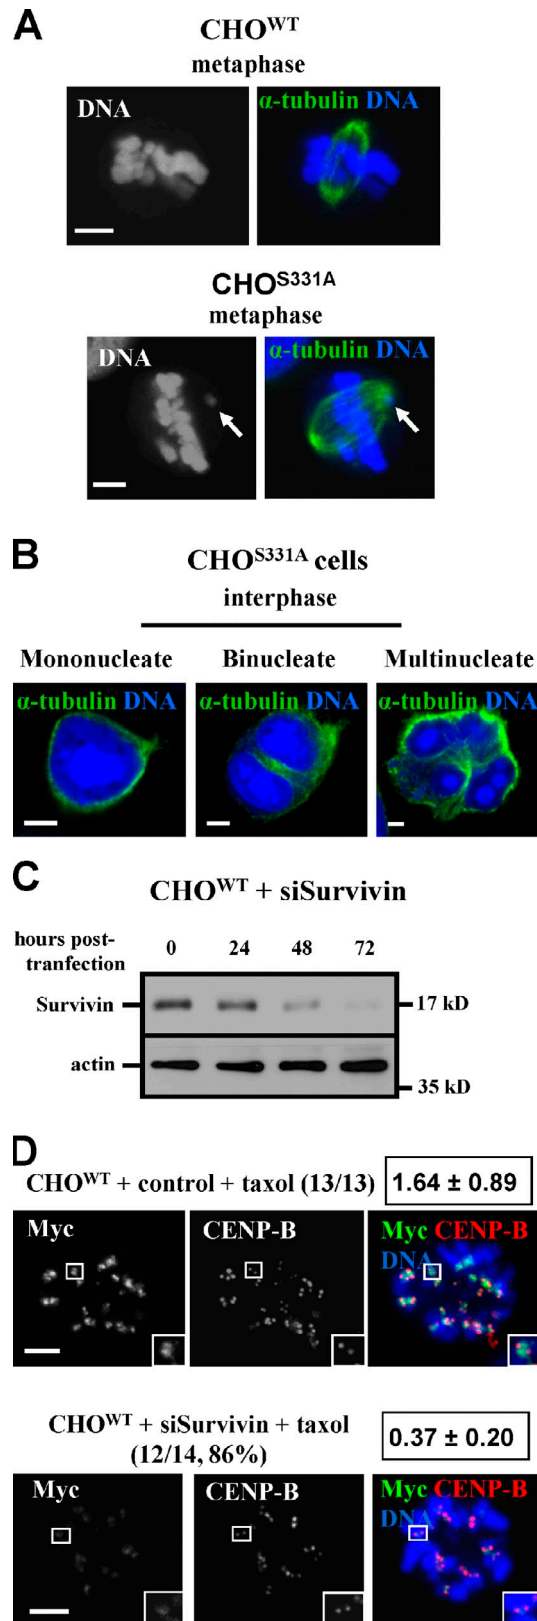 A
CHOWT
metaphase
DNA
α-tubulin DNA
CHOS331A
metaphase
DNA
α-tubulin DNA
B
CHOS331A cells
interphase
Mononucleate Binucleate Multinucleate
α-tubulin DNA α-tubulin DNA α-tubulin DNA
C
CHOWT + siSurvivin
hours post-
tranfection
0 24 48 72
Survivin 17 kD
actin
35 kD
D
CHOWT + control + taxol (13/13) 1.64 ± 0.89
Myc CENP-B Myc CENP-B
DNA
CHOWT + siSurvivin + taxol
(12/14, 86%)
0.37 ± 0.20
Myc CENP-B Myc CENP-B
DNA